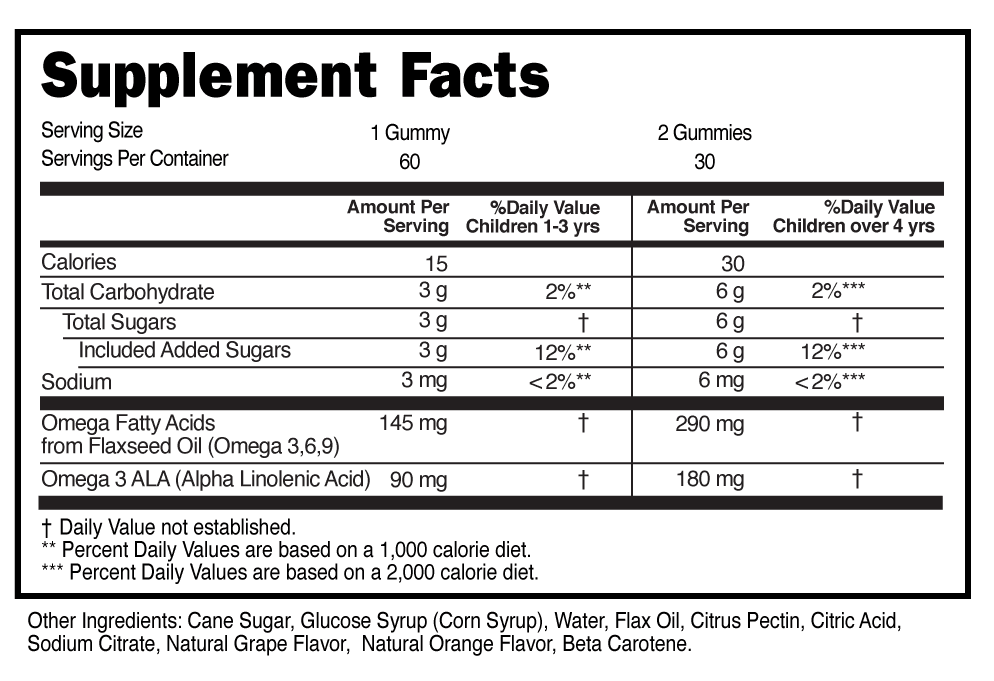 Supplement Facts
Serving Size 1 Gummy 2 Gummies
Servings Per Container 60 30
Amount Per Serving %Daily Value Children 1-3 yrs Amount Per Serving %Daily Value Children over 4 yrs
Calories 15 30
Total Carbohydrate 3 g 2%** 6 g 2%***
Total Sugars 3 g † 6 g †
Included Added Sugars 3 g 12%** 6 g 12%***
Sodium 3 mg <2%** 6 mg <2%***
Omega Fatty Acids 145 mg † 290 mg †
from Flaxseed Oil (Omega 3,6,9)
Omega 3 ALA (Alpha Linolenic Acid) 90 mg † 180 mg †
† Daily Value not established.
** Percent Daily Values are based on a 1,000 calorie diet.
*** Percent Daily Values are based on a 2,000 calorie diet.
Other Ingredients: Cane Sugar, Glucose Syrup (Corn Syrup), Water, Flax Oil, Citrus Pectin, Citric Acid,
Sodium Citrate, Natural Grape Flavor, Natural Orange Flavor, Beta Carotene.